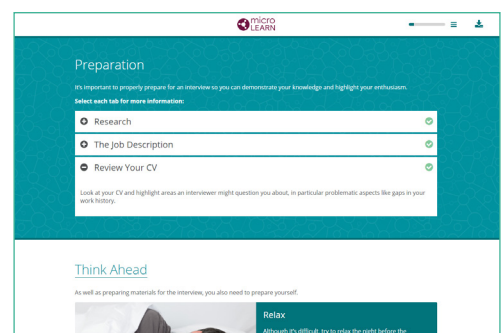 micro
LEARN
Preparation
It's important to properly prepare for an interview so you can demonstrate your knowledge and highlight your enthusiasm.
Select each tab for more information:
Research
The Job Description
Review Your CV
Look at your CV and highlight areas an interviewer might question you about, in particular problematic aspects like gaps in your
work history.
Think Ahead
As well as preparing materials for the interview, you also need to prepare yourself.
Relax
Although it's difficult, try to relax the night before the